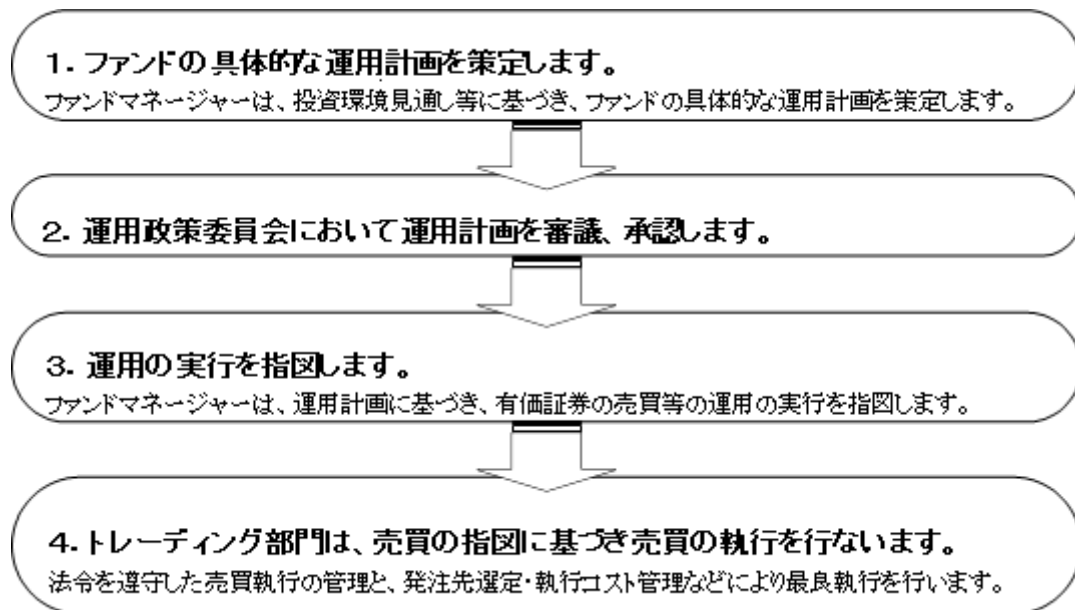 1. ファンドの具体的な運用計画を策定します。
ファンドマネージャーは、投資環境見通し等に基づき、ファンドの具体的な運用計画を策定します。
2. 運用政策委員会において運用計画を審議、承認します。
3. 運用の実行を指図します。
ファンドマネージャーは、運用計画に基づき、有価証券の売買等の運用の実行を指図します。
4. トレーディング部門は、売買の指図に基づき売買の執行を行ないます。
法令を遵守した売買執行の管理と、発注先選定・執行コスト管理などにより最良執行を行います。